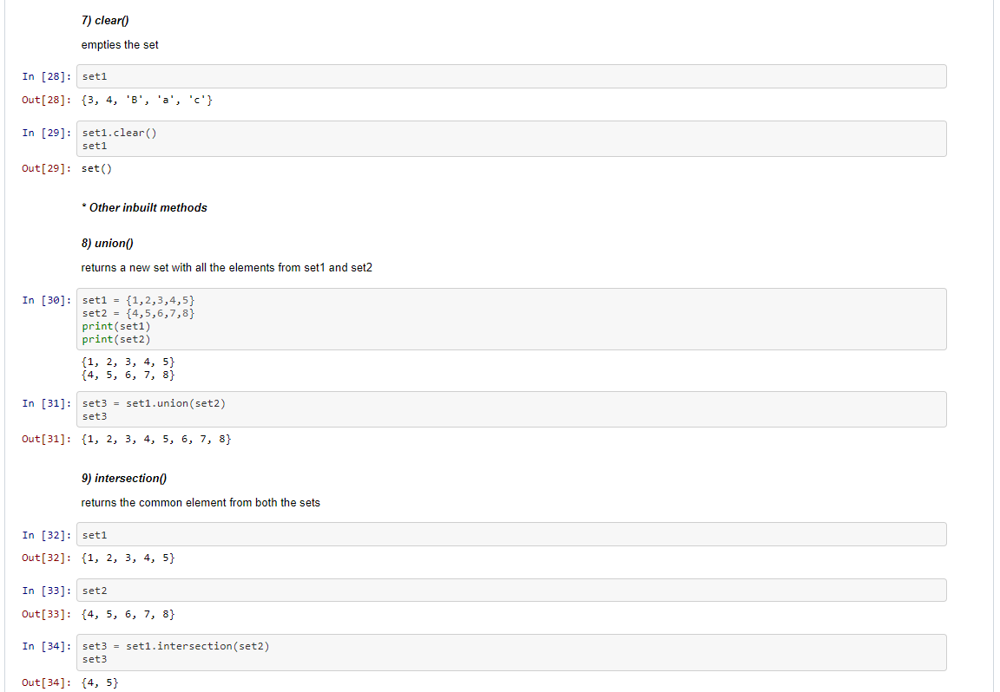 7) clear()
empties the set
In [28]: set1
Out[28]: {3, 4, 'B', 'a', 'c'}
In [29]: set1.clear()
set1
Out[29]: set()
* Other inbuilt methods
8) union()
returns a new set with all the elements from set1 and set2
In [30]: set1 = {1,2,3,4,5}
set2 = {4,5,6,7,8}
print(set1)
print(set2)
{1, 2, 3, 4, 5}
{4, 5, 6, 7, 8}
In [31]: set3 = set1.union(set2)
set3
Out[31]: {1, 2, 3, 4, 5, 6, 7, 8}
9) intersection()
returns the common element from both the sets
In [32]: set1
Out[32]: {1, 2, 3, 4, 5}
In [33]: set2
Out[33]: {4, 5, 6, 7, 8}
In [34]: set3 = set1.intersection(set2)
set3
Out[34]: {4, 5}